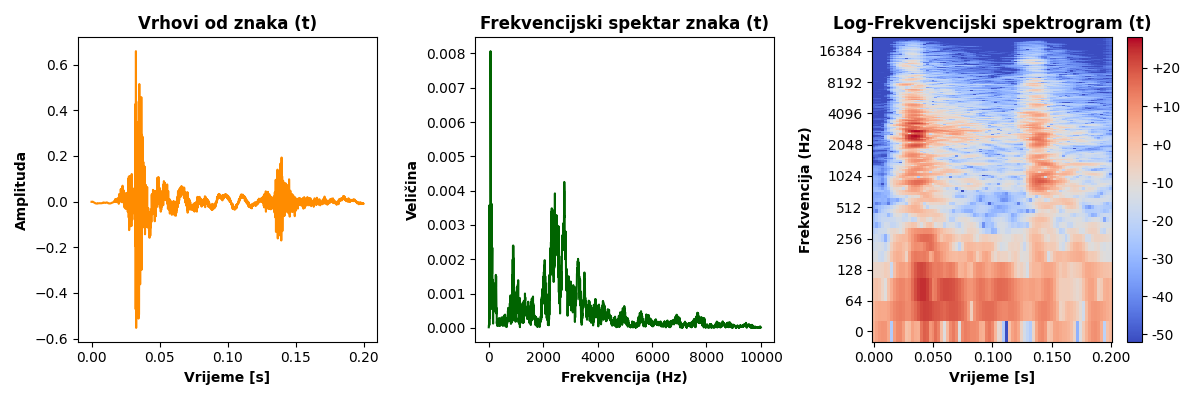 Vrhovi od znaka (t)
0.6
0.4
0.2
0.0
−0.2
−0.4
−0.6
Amplituda
0.00 0.05 0.10 0.15 0.20
Vrijeme [s]
Frekvencijski spektar znaka (t)
0.008
0.007
0.006
0.005
0.004
0.003
0.002
0.001
0.000
Veličina
0 2000 4000 6000 8000 10000
Frekvencija (Hz)
Log-Frekvencijski spektrogram (t)
16384
8192
4096
2048
1024
512
256
128
64
0
Frekvencija (Hz)
0.000 0.050 0.100 0.150 0.200
Vrijeme [s]
+20
+10
+0
-10
-20
-30
-40
-50